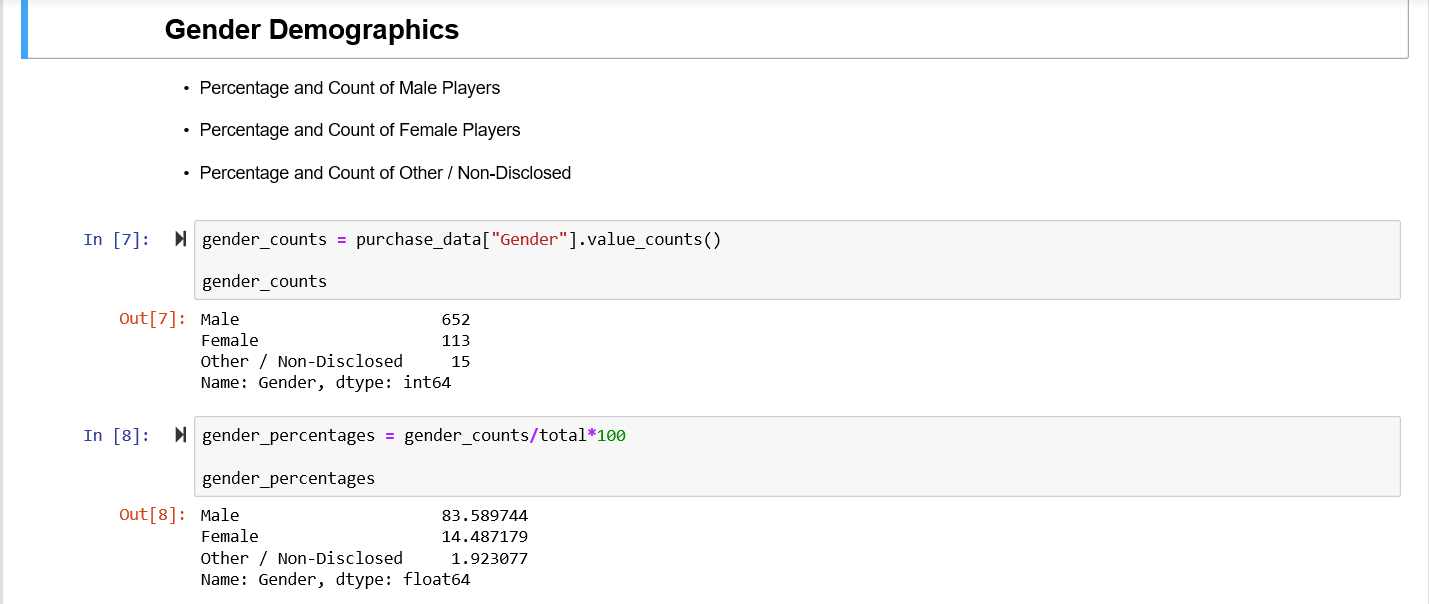 Gender Demographics
• Percentage and Count of Male Players
• Percentage and Count of Female Players
• Percentage and Count of Other / Non-Disclosed
In [7]: gender_counts = purchase_data["Gender"].value_counts()
gender_counts
Out[7]: Male 652
Female 113
Other / Non-Disclosed 15
Name: Gender, dtype: int64
In [8]: gender_percentages = gender_counts/total*100
gender_percentages
Out[8]: Male 83.589744
Female 14.487179
Other / Non-Disclosed 1.923077
Name: Gender, dtype: float64